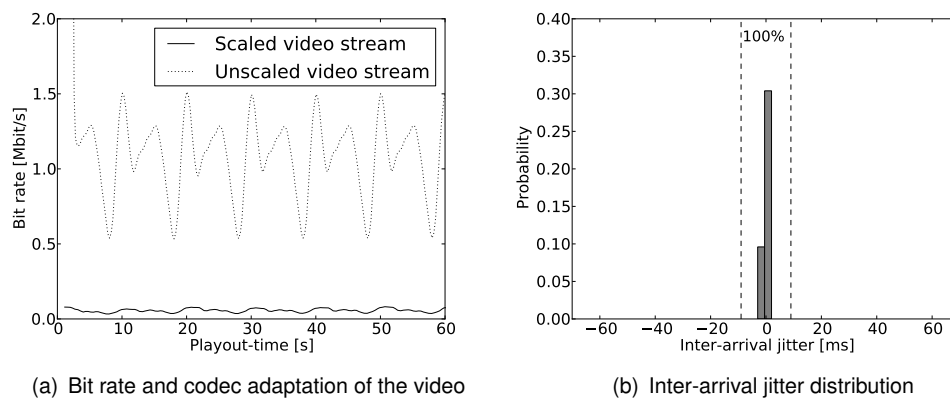 2.0
1.5
1.0
0.5
0.0
Bit rate [Mbit/s]
Scaled video stream
Unscaled video stream
0 10 20 30 40 50 60
Playout-time [s]
(a) Bit rate and codec adaptation of the video
0.40
0.35
0.30
0.25
0.20
0.15
0.10
0.05
0.00
Probability
100%
−60 −40 −20 0 20 40 60
Inter-arrival jitter [ms]
(b) Inter-arrival jitter distribution